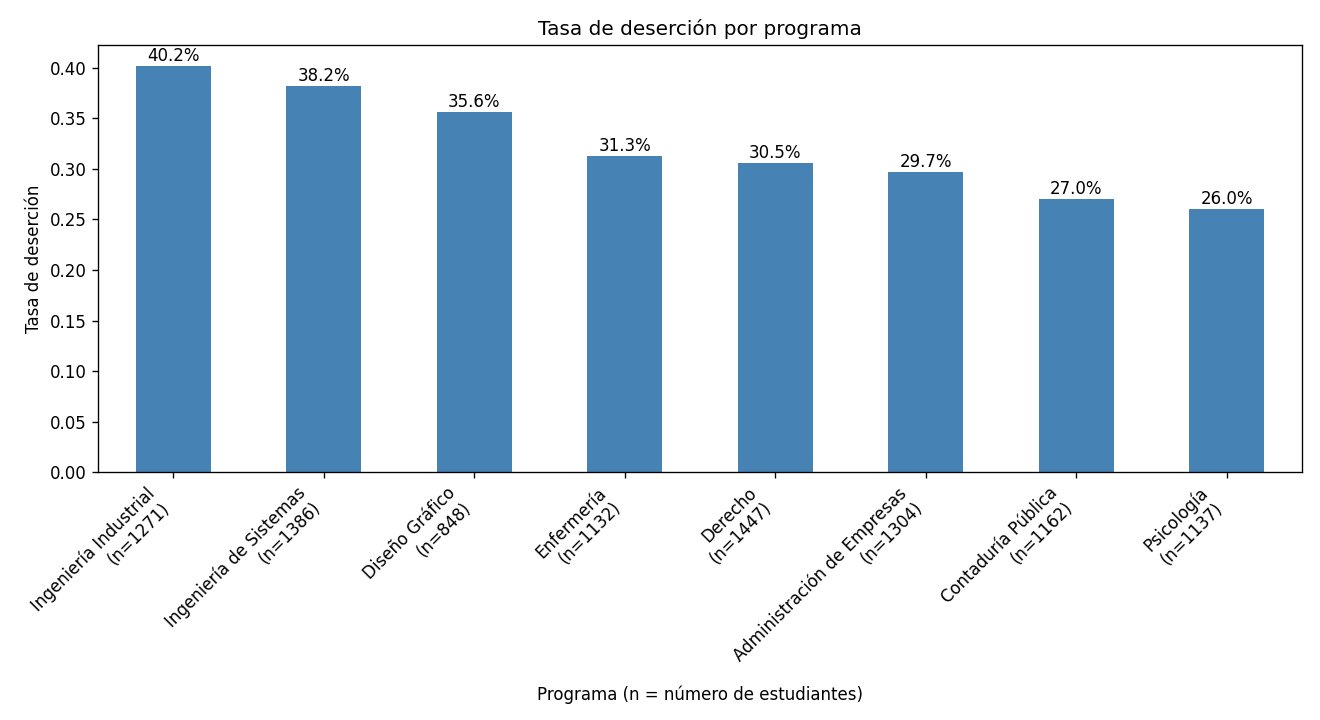 Tasa de deserción por programa
40.2%
38.2%
35.6%
31.3%
30.5%
29.7%
27.0%
26.0%
Tasa de deserción
0.40
0.35
0.30
0.25
0.20
0.15
0.10
0.05
0.00
Ingeniería Industrial
(n=1271)
Ingeniería de Sistemas
(n=1386)
Diseño Gráfico
(n=848)
Enfermería
(n=1132)
Derecho
(n=1447)
Administración de Empresas
(n=1304)
Contaduría Pública
(n=1162)
Psicología
(n=1137)
Programa (n = número de estudiantes)